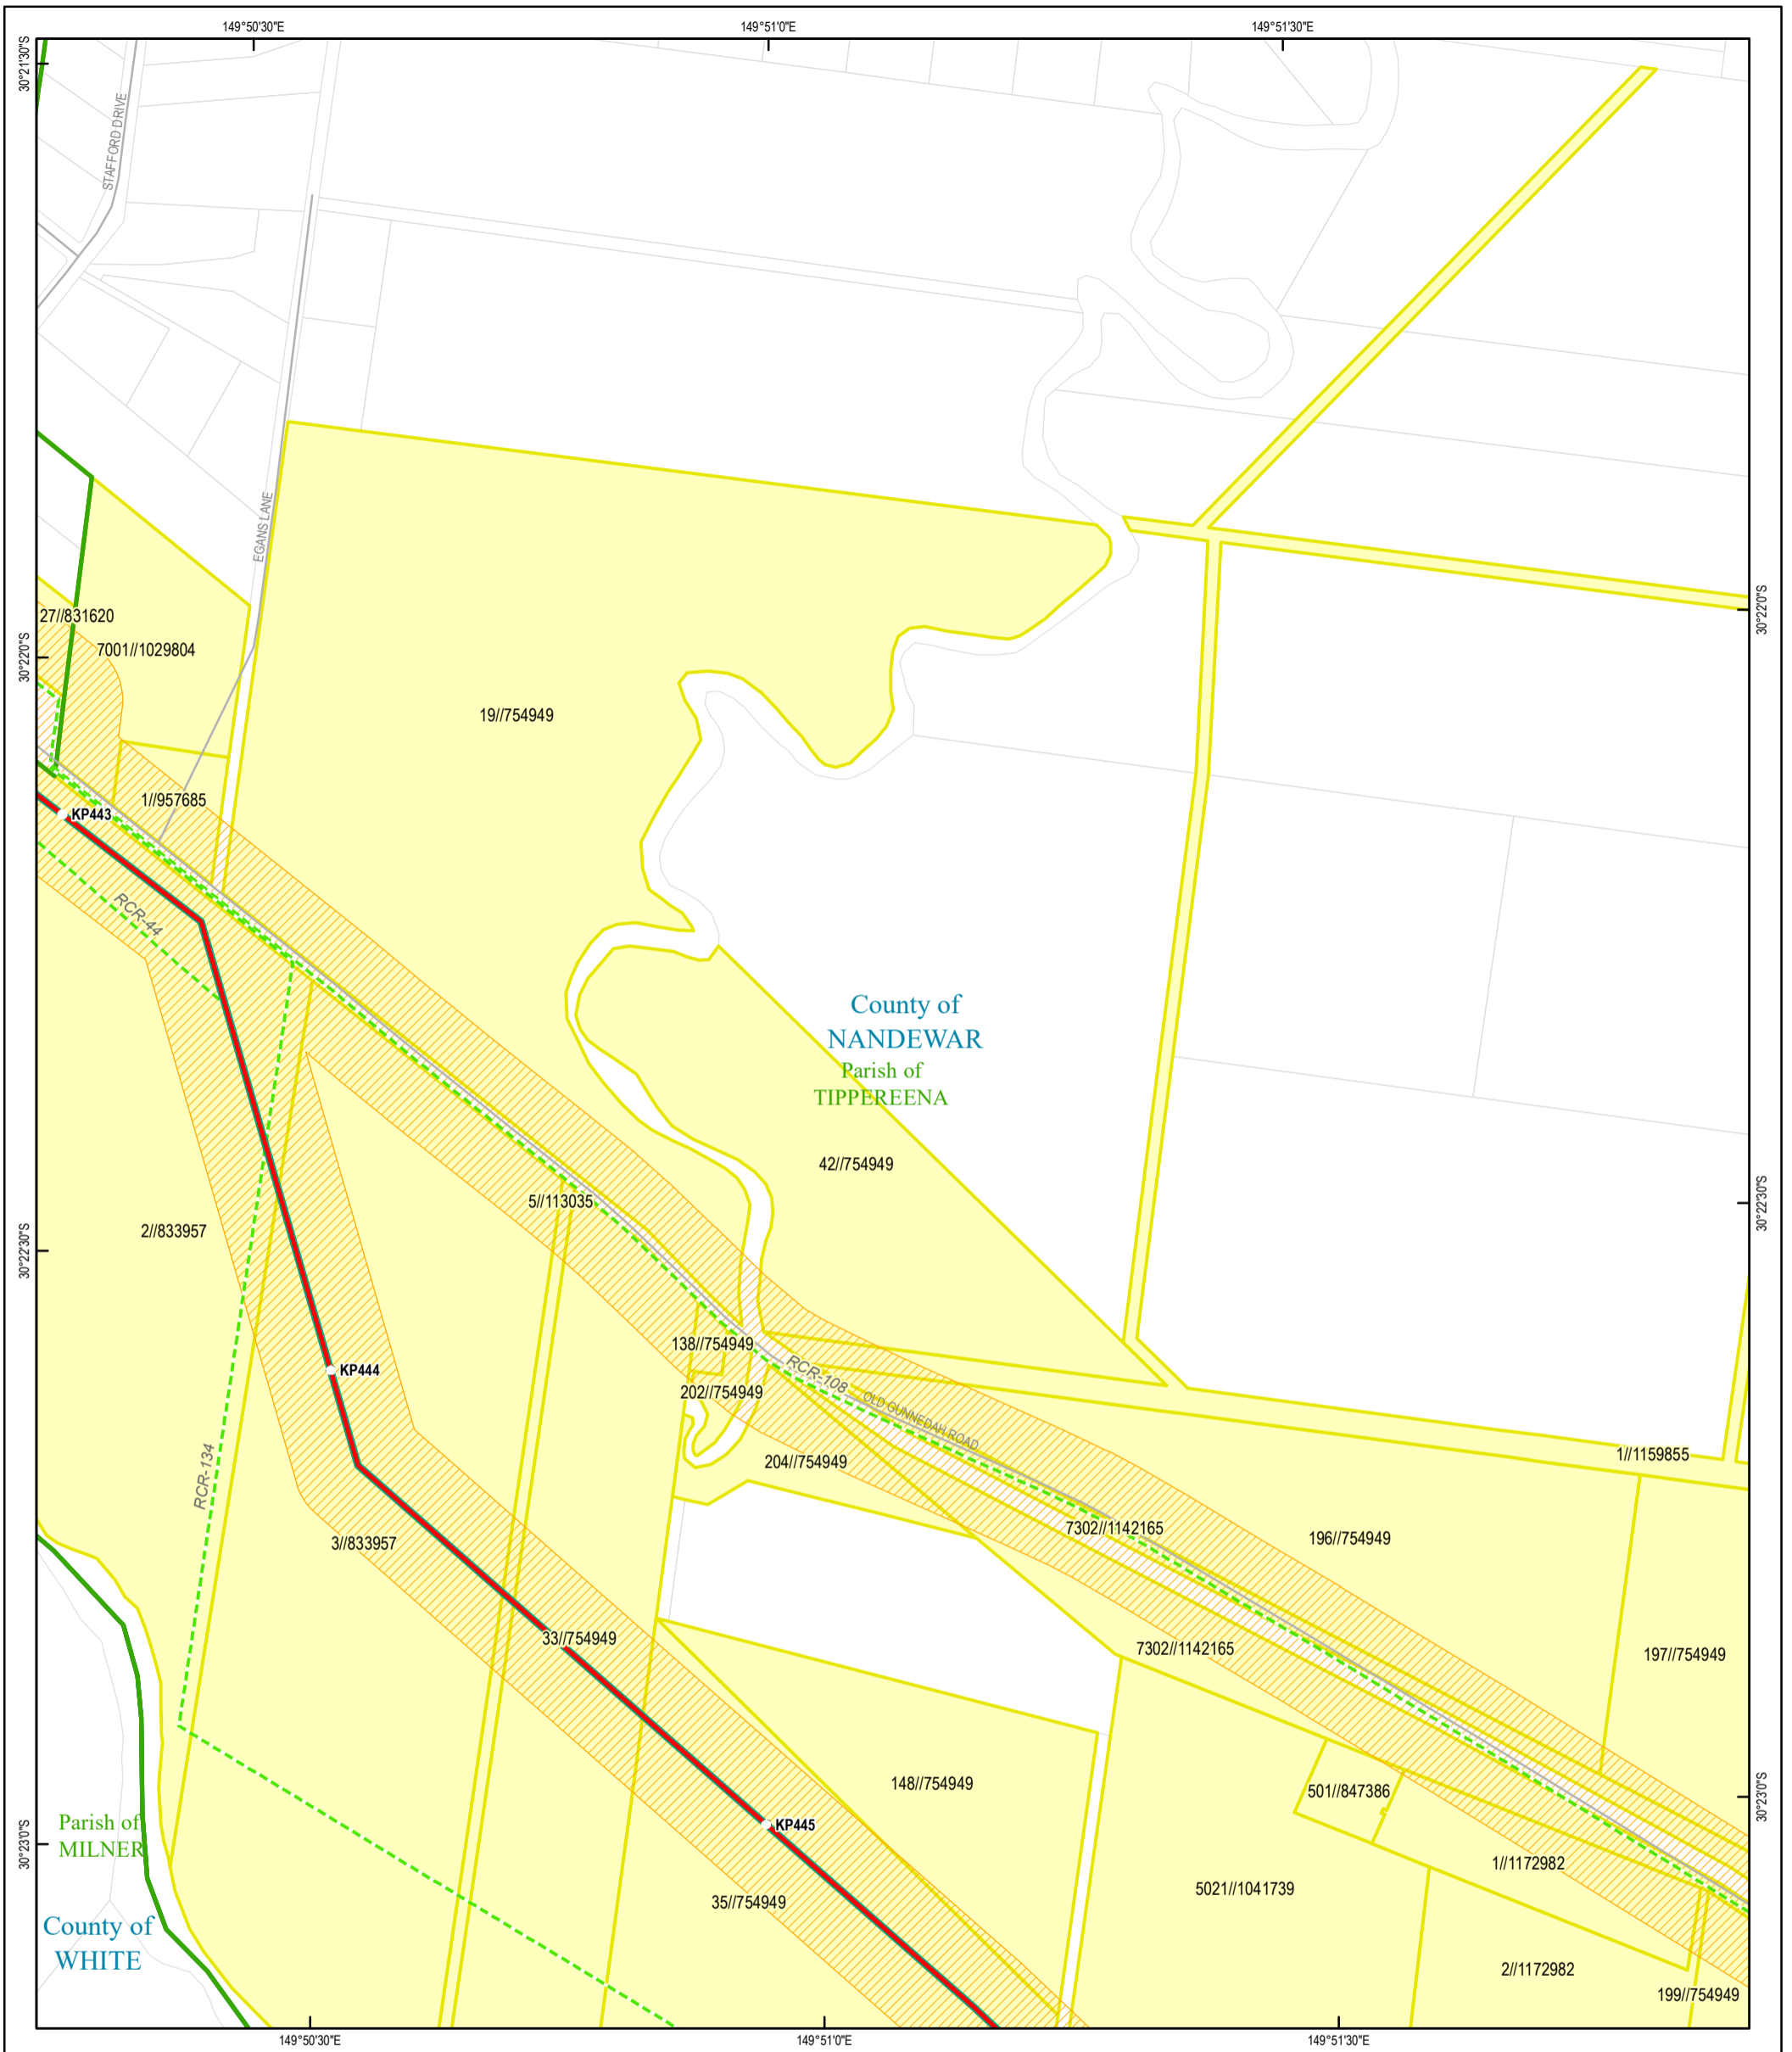 149°50'30"E
149°51'0"E
149°51'30"E
30°21'30"S
STAFFORD DRIVE
EGANS LANE
30°22'0"S
30°22'0"S
27//831620
7001//1029804
19//754949
1//957685
KP443
RCR-44
County of
NANDEWAR
Parish of
TIPPEREENA
42//754949
5//113035
2//833957
30°22'30"S
30°22'30"S
138//754949
KP444
RCR-108
202//754949
OLD GUNNEDAH ROAD
204//754949
1//1159855
RCR-134
7302//1142165
196//754949
3//833957
33//754949
7302//1142165
197//754949
148//754949
501//847386
30°23'0"S
30°23'0"S
Parish of
MILNER
KP445
1//1172982
5021//1041739
35//754949
County of
WHITE
2//1172982
199//754949
149°50'30"E
149°51'0"E
149°51'30"E